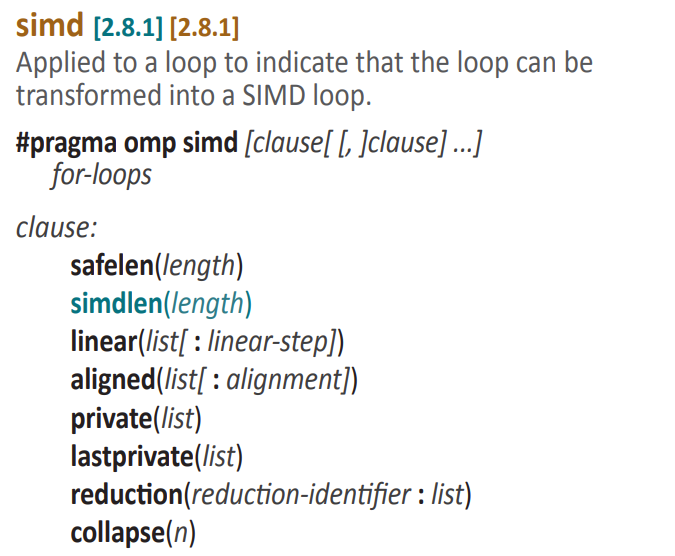 simd [2.8.1] [2.8.1]
Applied to a loop to indicate that the loop can be
transformed into a SIMD loop.
#pragma omp simd [clause[ [, ]clause] ...]
for-loops
clause:
safelen(length)
simdlen(length)
linear(list[ : linear-step])
aligned(list[ : alignment])
private(list)
lastprivate(list)
reduction(reduction-identifier : list)
collapse(n)